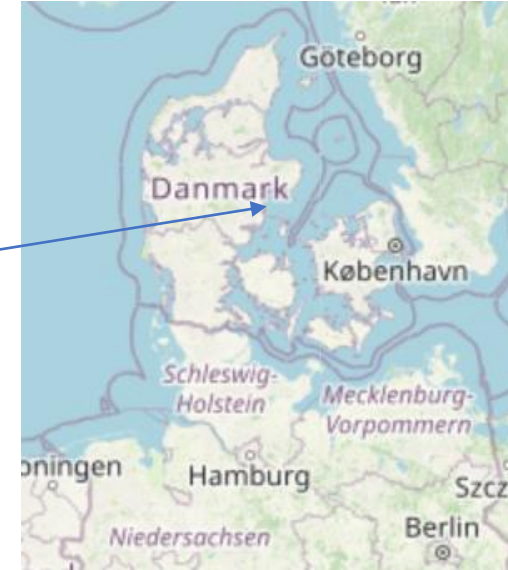 Göteborg
Danmark
København
Schleswig-
Holstein
Mecklenburg-
Vorpommern
oningen
Hamburg
Szcz
Niedersachsen
Berlin